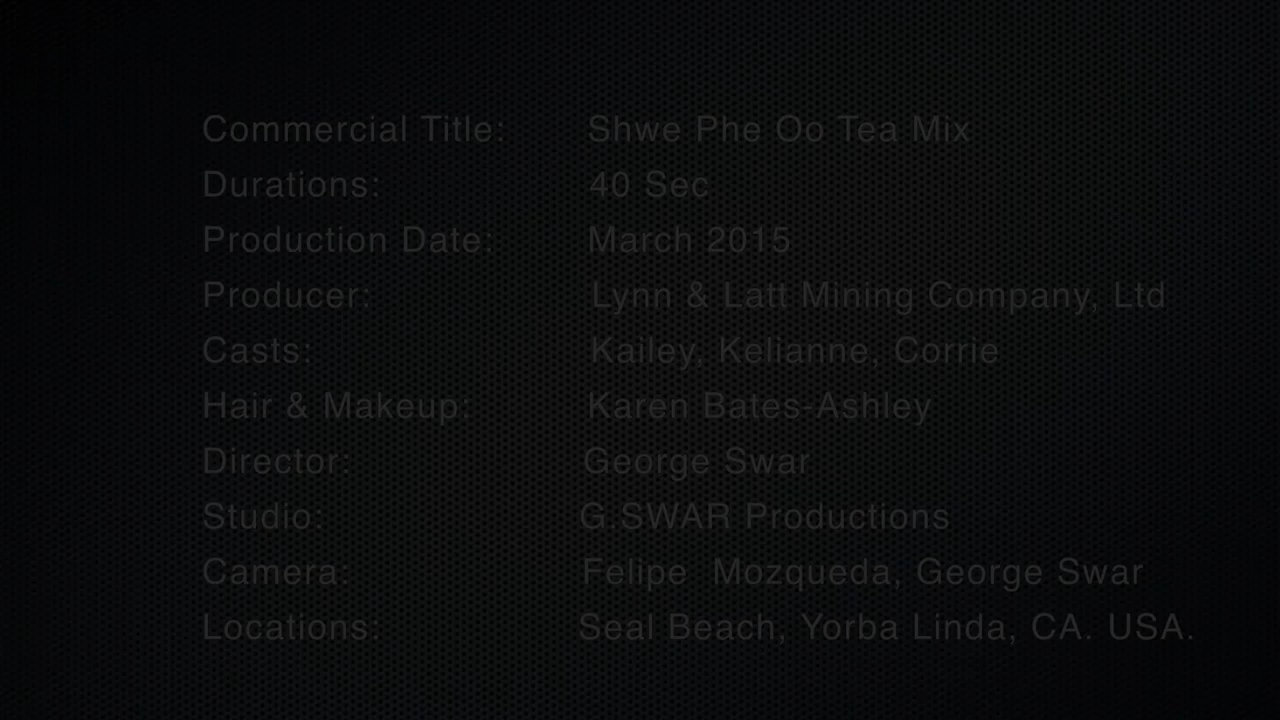 Commercial Title: Shwe Phe Oo Tea Mix
Durations: 40 Sec
Production Date: March 2015
Producer: Lynn & Latt Mining Company, Ltd
Casts: Kailey, Kelianne, Corrie
Hair & Makeup: Karen Bates-Ashley
Director: George Swar
Studio: G.SWAR Productions
Camera: Felipe Mozqueda, George Swar
Locations: Seal Beach, Yorba Linda, CA. USA.